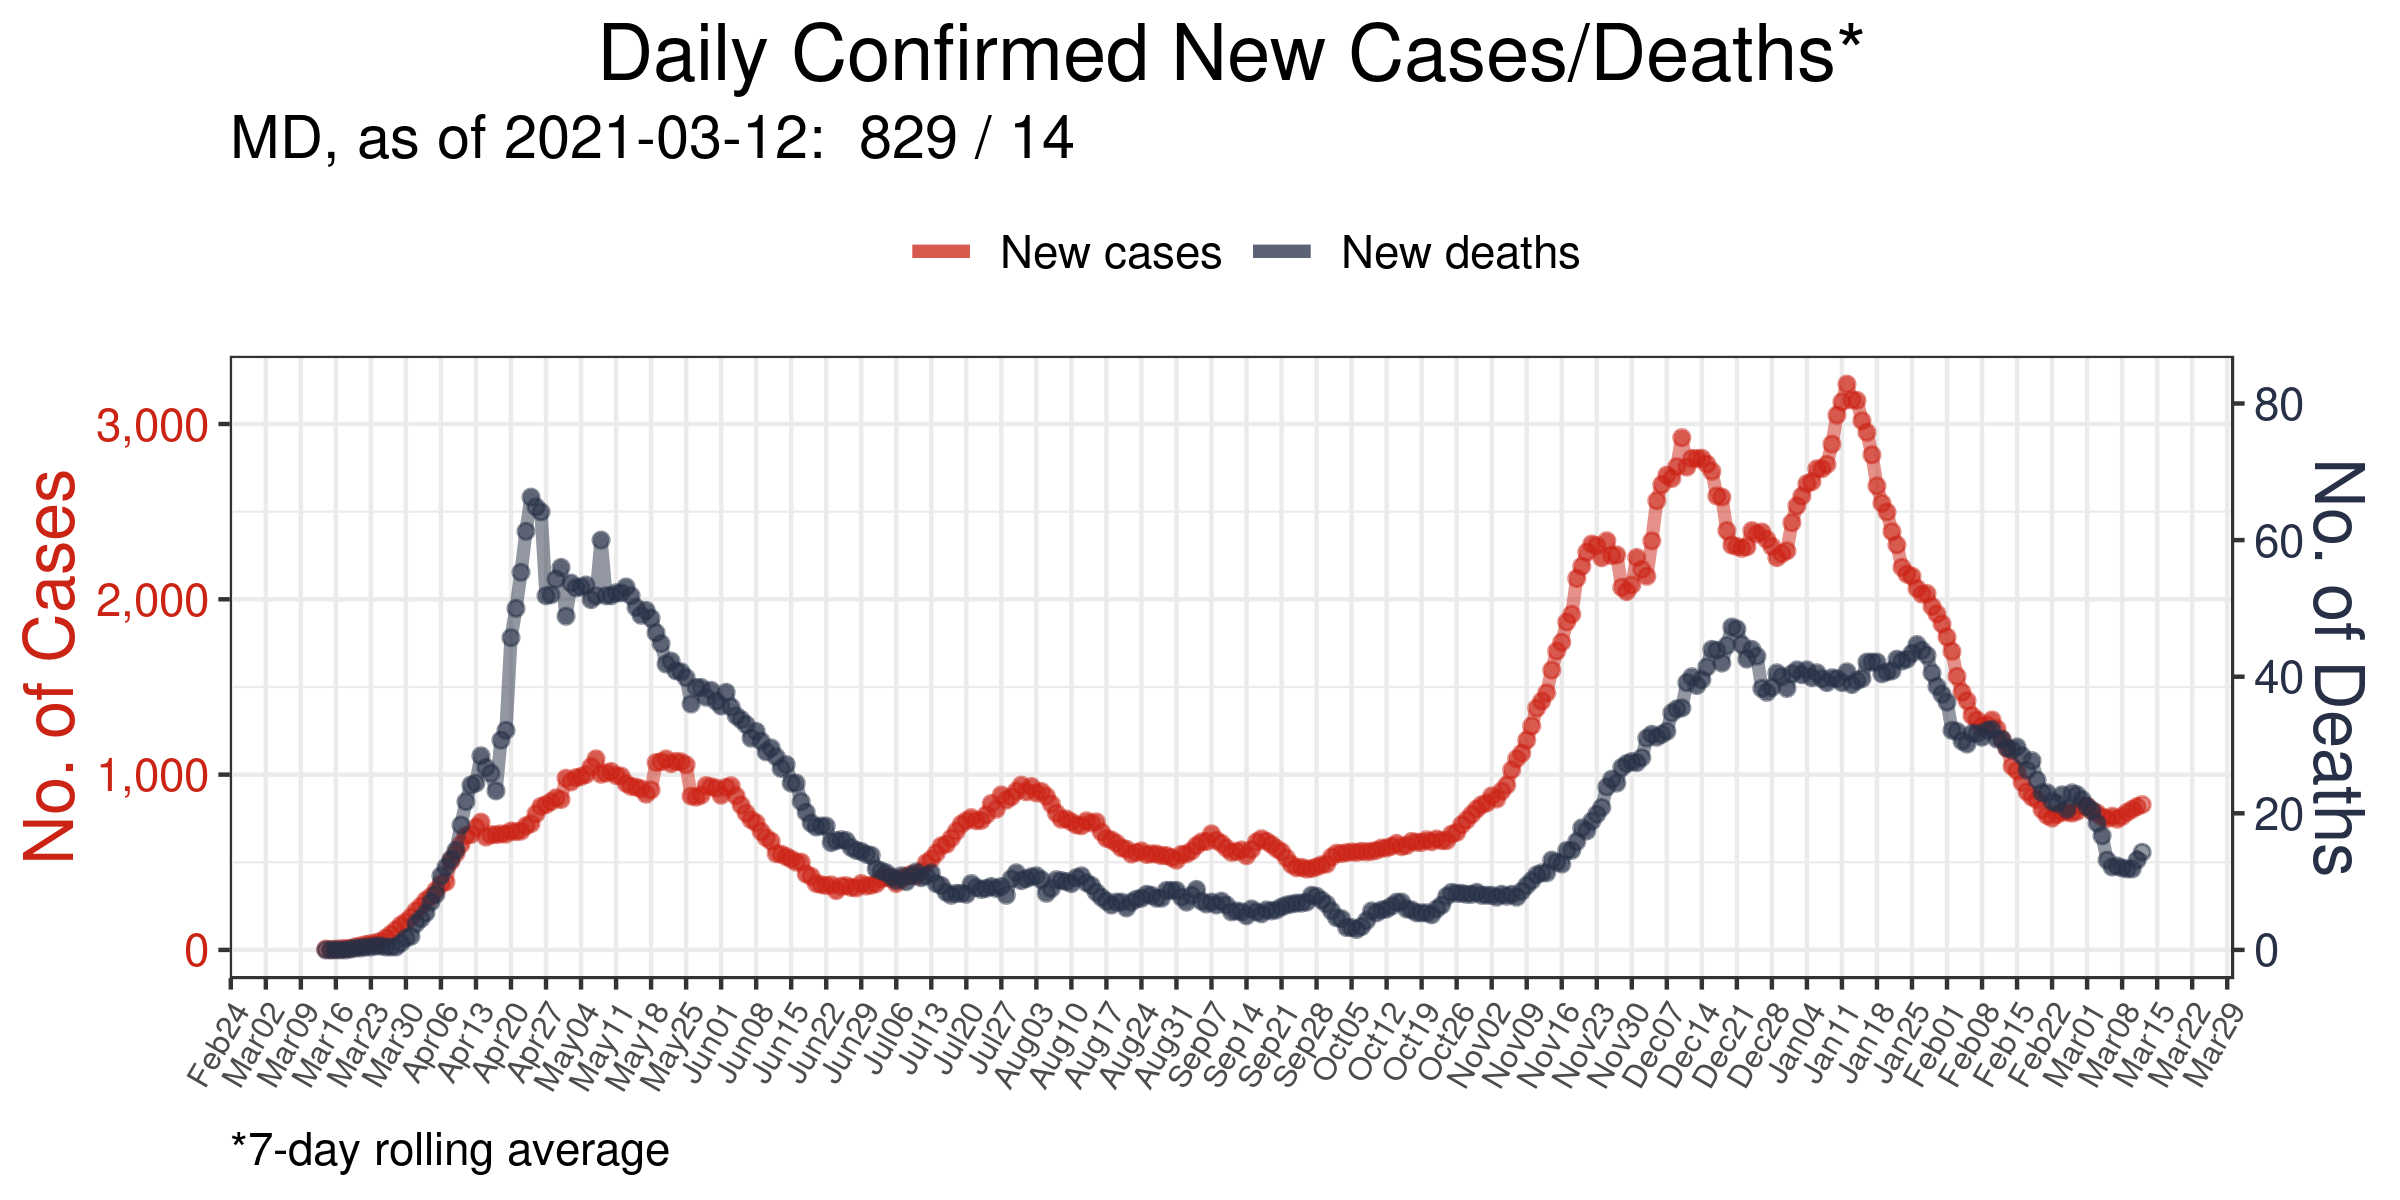 Daily Confirmed New Cases/Deaths*
MD, as of 2021-03-12:  829 / 14
New cases
New deaths
No. of Cases
3,000
2,000
1,000
0
80
60
40
20
0
No. of Deaths
Feb24
Mar02
Mar09
Mar16
Mar23
Mar30
Apr06
Apr13
Apr20
Apr27
May04
May11
May18
May25
Jun01
Jun08
Jun15
Jun22
Jun29
Jul06
Jul13
Jul20
Jul27
Aug03
Aug10
Aug17
Aug24
Aug31
Sep07
Sep14
Sep21
Sep28
Oct05
Oct12
Oct19
Oct26
Nov02
Nov09
Nov16
Nov23
Nov30
Dec07
Dec14
Dec21
Dec28
Jan04
Jan11
Jan18
Jan25
Feb01
Feb08
Feb15
Feb22
Mar01
Mar08
Mar15
Mar22
Mar29
*7-day rolling average